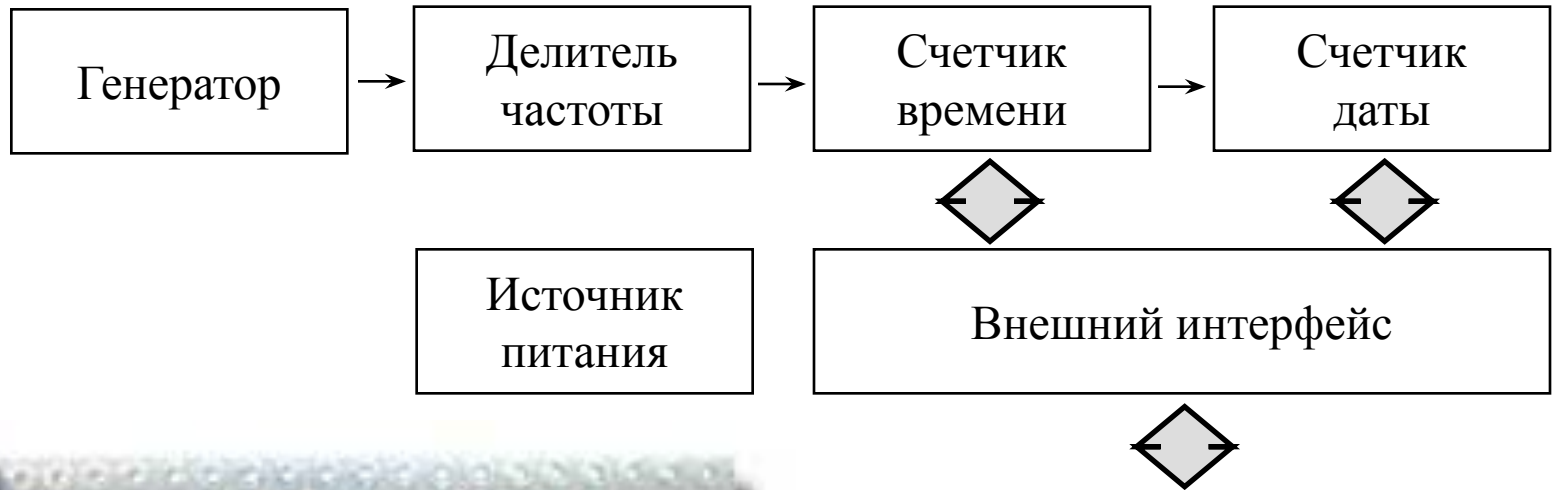 Генератор
Делитель
частоты
Счетчик
времени
Счетчик
даты
Источник
питания
Внешний интерфейс